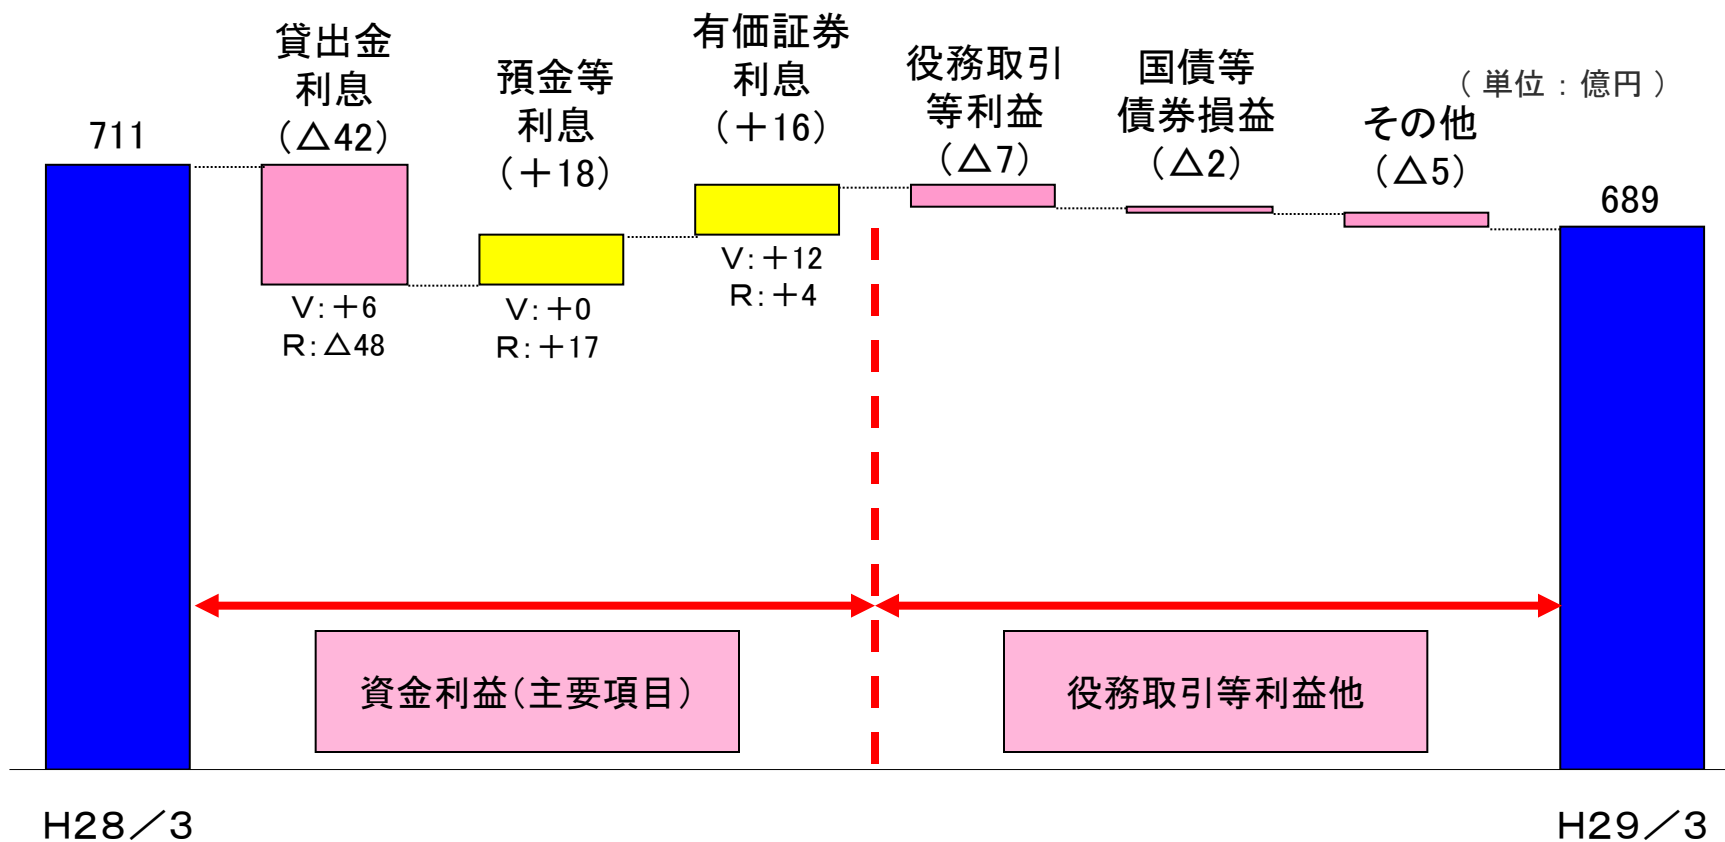 （ 単位 : 億円 ）
711
貸出金
利息
（△42）
V:＋6
R:△48
預金等
利息
（＋18）
V:＋0
R:＋17
有価証券
利息
（＋16）
V:＋12
R:＋4
役務取引
等利益
（△7）
国債等
債券損益
（△2）
その他
（△5）
689
資金利益（主要項目）
役務取引等利益他
H28／3
H29／3